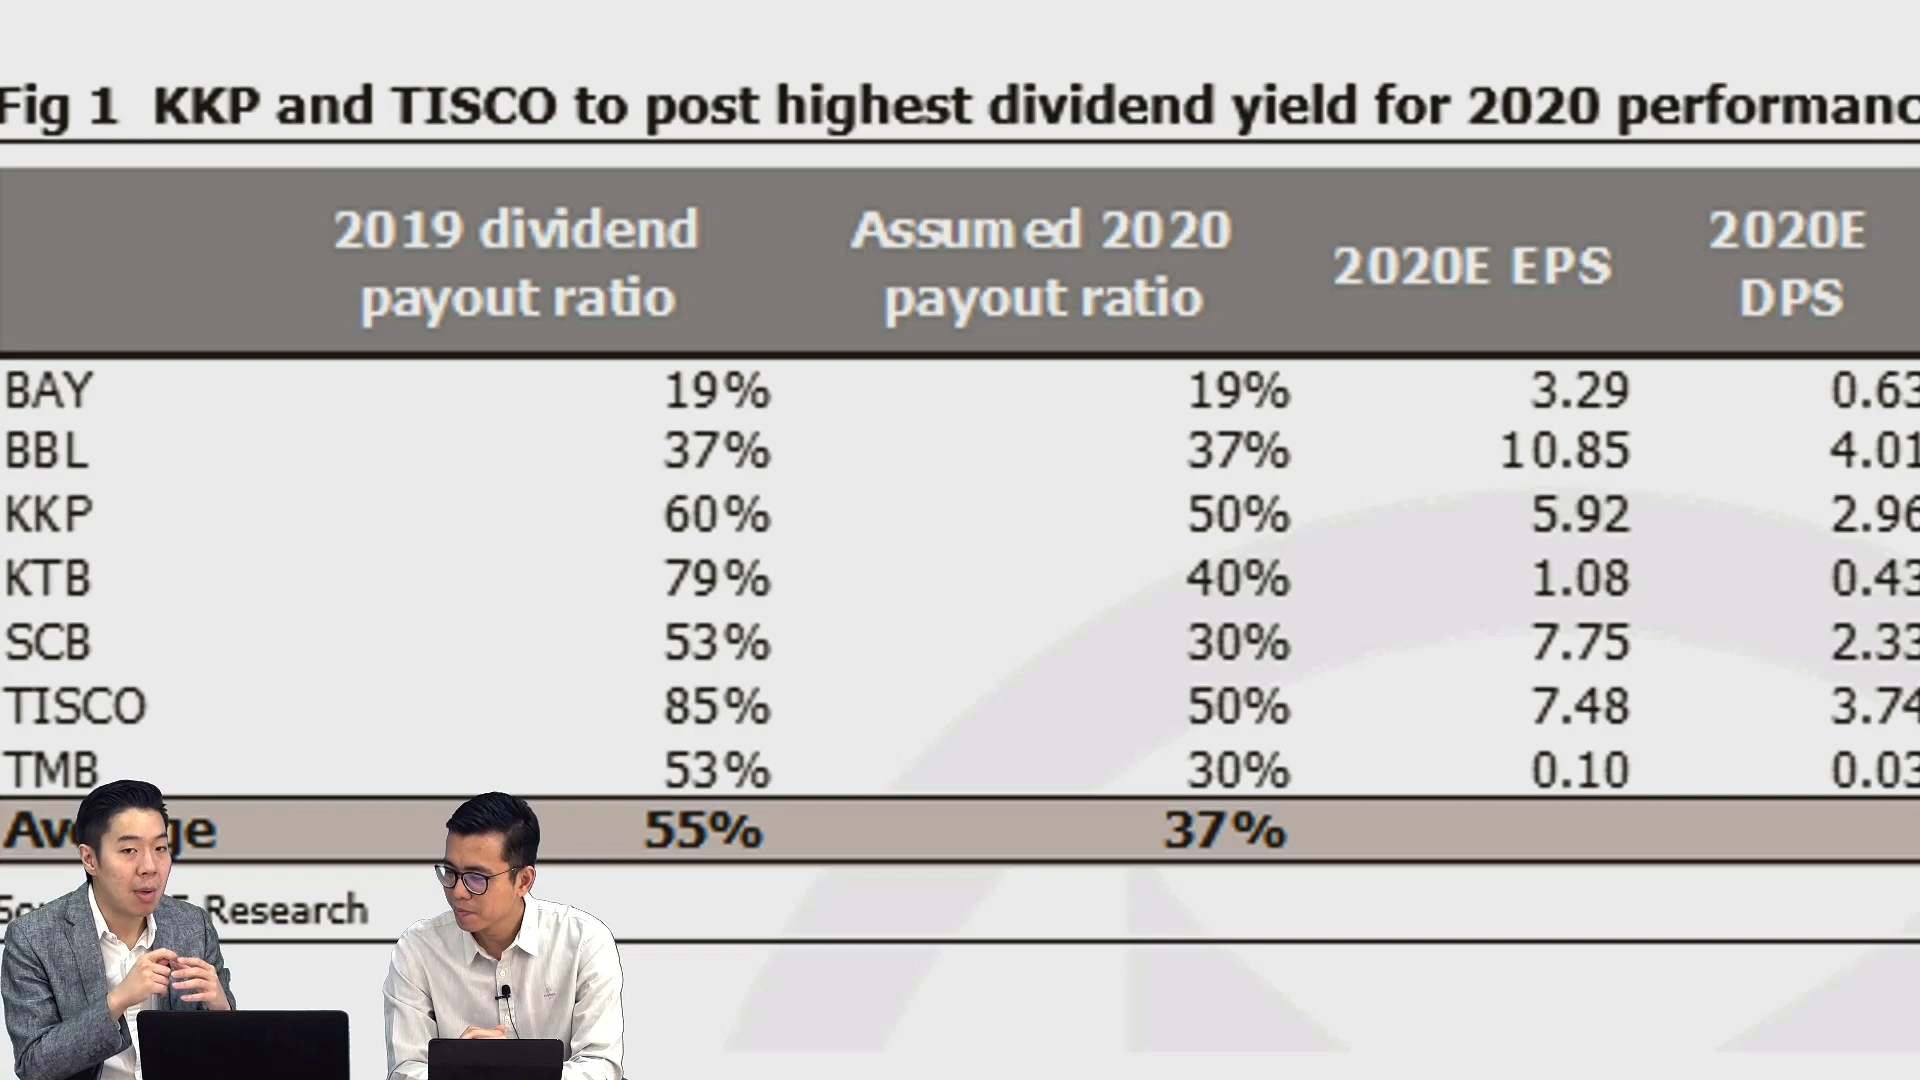 Fig 1 KKP and TISCO to post highest dividend yield for 2020 performanc
2019 dividend payout ratio Assumed 2020 payout ratio 2020E EPS 2020E DPS
BAY 19% 19% 3.29 0.63
BBL 37% 37% 10.85 4.01
KKP 60% 50% 5.92 2.96
KTB 79% 40% 1.08 0.43
SCB 53% 30% 7.75 2.33
TISCO 85% 50% 7.48 3.74
TMB 53% 30% 0.10 0.03
55% 37%
Research